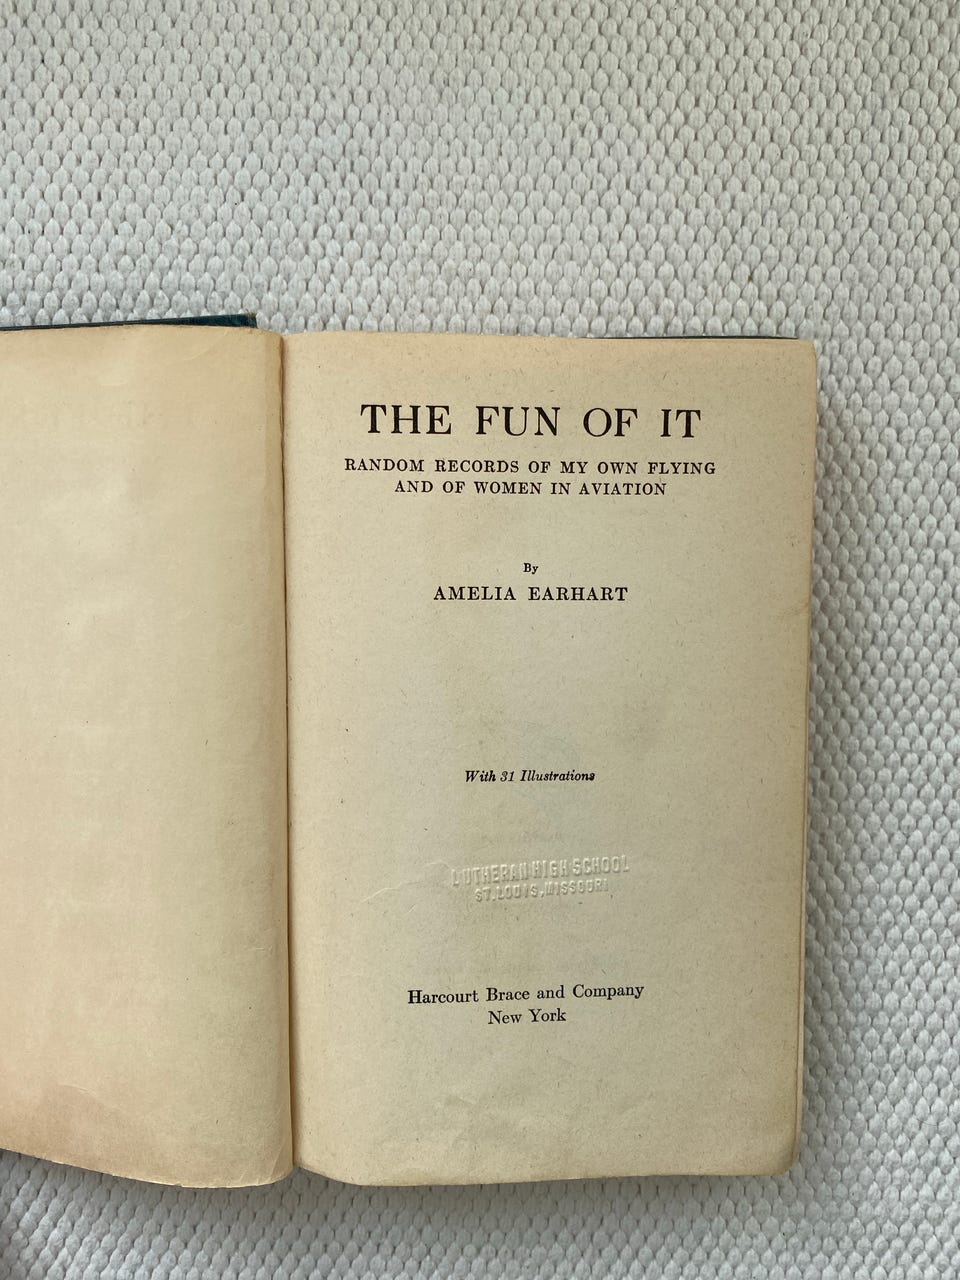 THE FUN OF IT
RANDOM RECORDS OF MY OWN FLYING
AND OF WOMEN IN AVIATION
By
AMELIA EARHART
With 31 Illustrations
LUTHERAN HIGH SCHOOL
ST. LOUIS, MISSOURI
Harcourt Brace and Company
New York